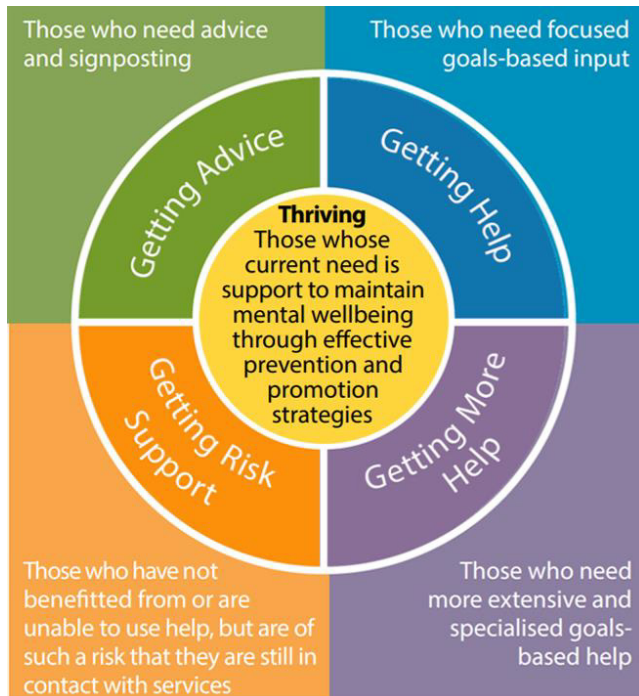 Those who need advice
and signposting
Those who need focused
goals-based input
Getting Advice
Getting Help
Thriving
Those whose
current need is
support to maintain
mental wellbeing
through effective
prevention and
promotion
strategies
Getting Risk
Support
Getting More
Help
Those who have not
benefitted from or are
unable to use help, but are of
such a risk that they are still in
contact with services
Those who need
more extensive and
specialised goals-
based help